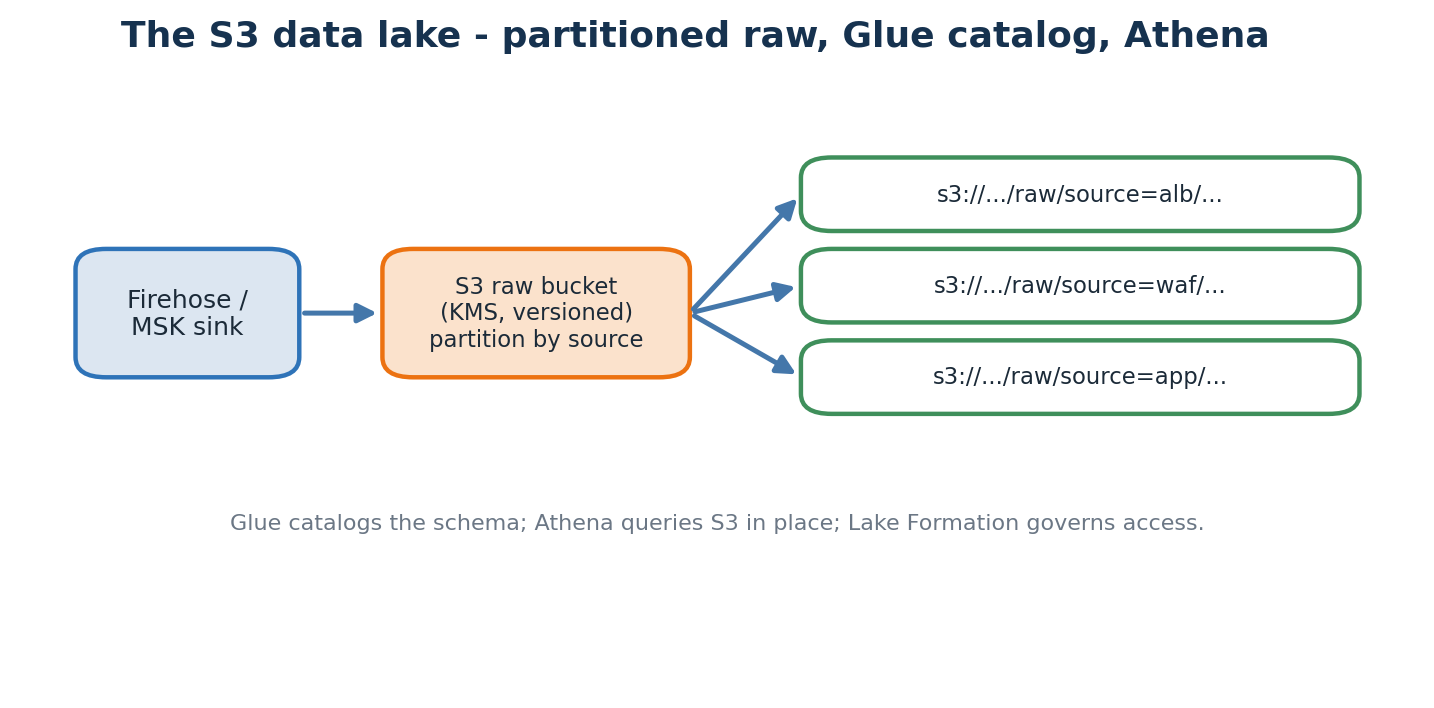 The S3 data lake - partitioned raw, Glue catalog, Athena
Firehose /
MSK sink
S3 raw bucket
(KMS, versioned)
partition by source
s3://.../raw/source=alb/...
s3://.../raw/source=waf/...
s3://.../raw/source=app/...
Glue catalogs the schema; Athena queries S3 in place; Lake Formation governs access.